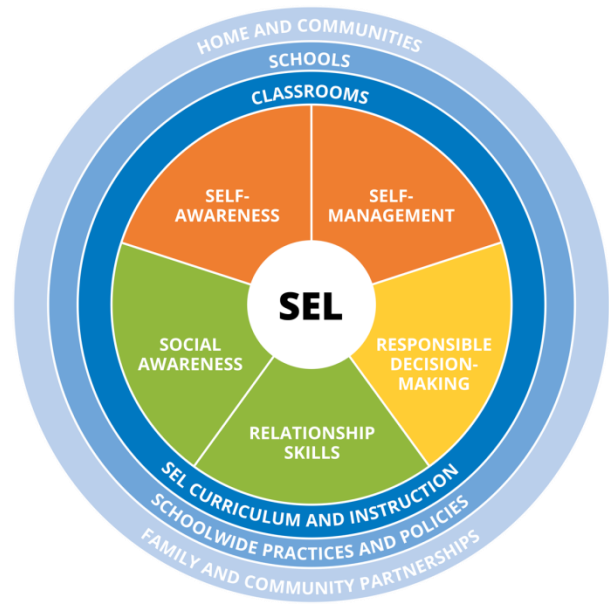 HOME AND COMMUNITIES
SCHOOLS
CLASSROOMS
SELF-
AWARENESS
SELF-
MANAGEMENT
SEL
SOCIAL
AWARENESS
RESPONSIBLE
DECISION-
MAKING
RELATIONSHIP
SKILLS
SEL CURRICULUM AND INSTRUCTION
SCHOOLWIDE PRACTICES AND POLICIES
FAMILY AND COMMUNITY PARTNERSHIPS